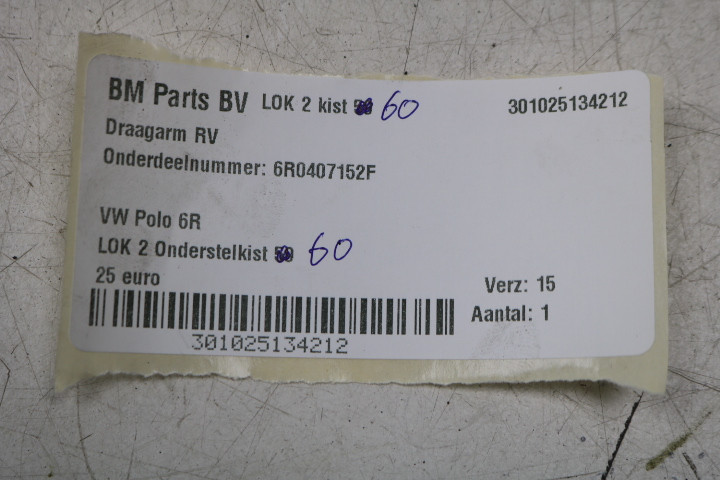 BM Parts BV LOK 2 kist 60 301025134212
Draagarm RV
Onderdeelnummer: 6R0407152F
VW Polo 6R
LOK 2 Onderstelkist 60
25 euro Verz: 15
Aantal: 1
301025134212